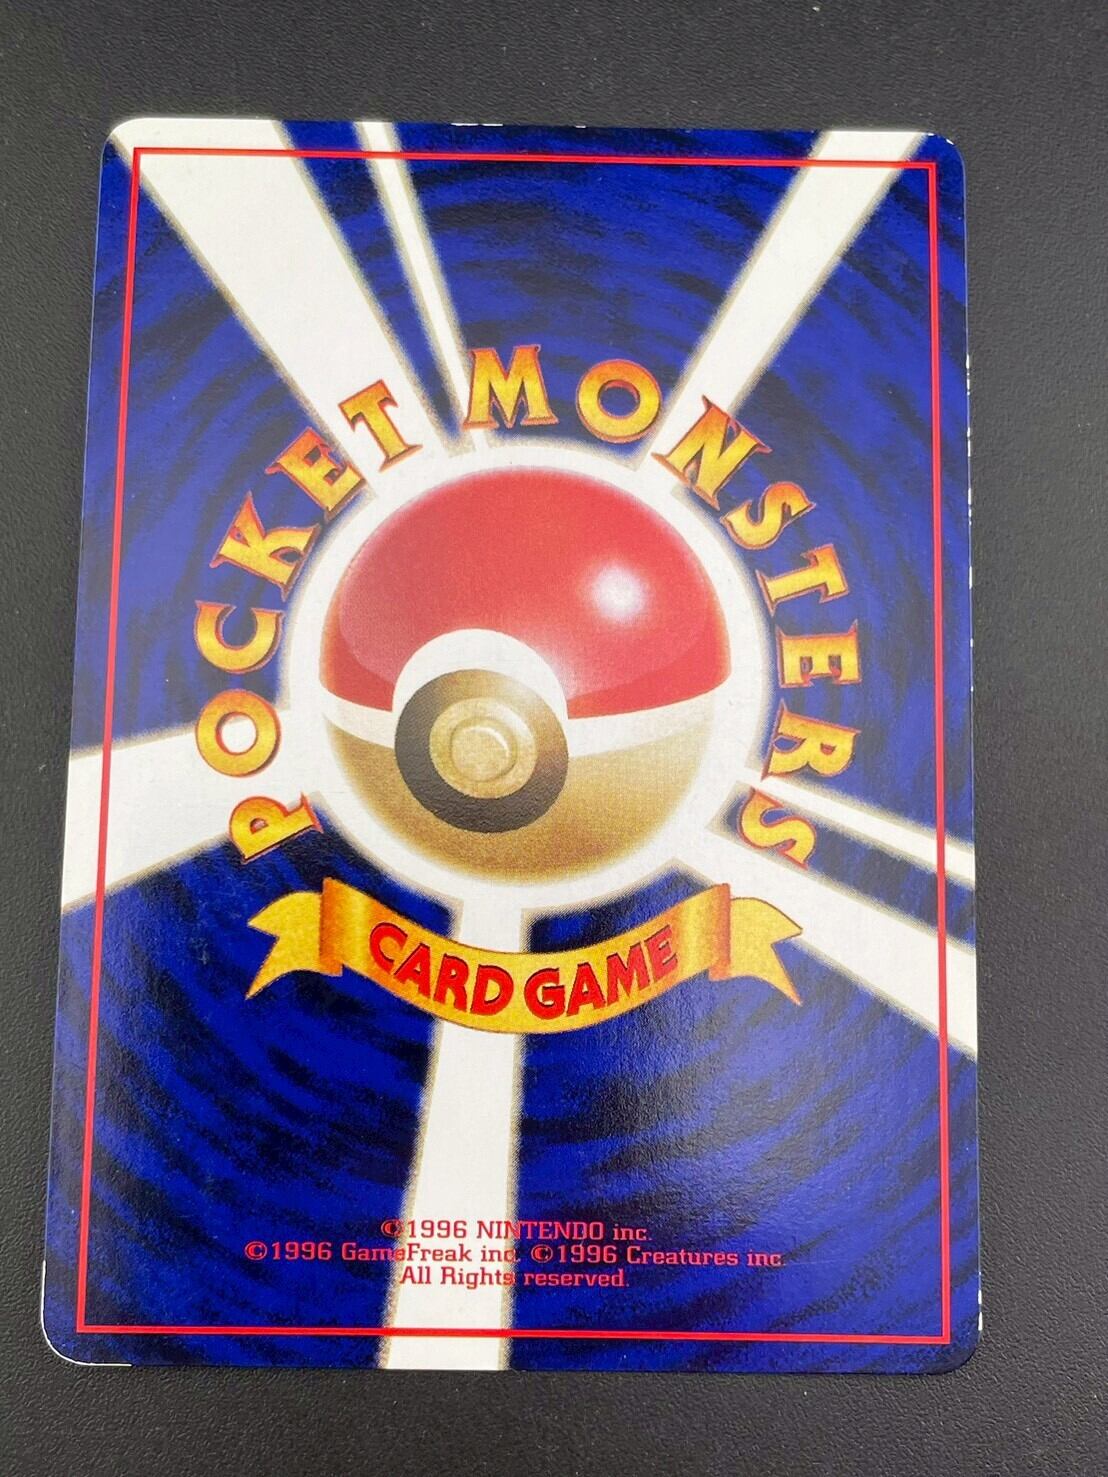 POCKET MONSTERS
CARD GAME
©1996 NINTENDO inc.
©1996 GameFreak inc. ©1996 Creatures inc.
All Rights reserved.